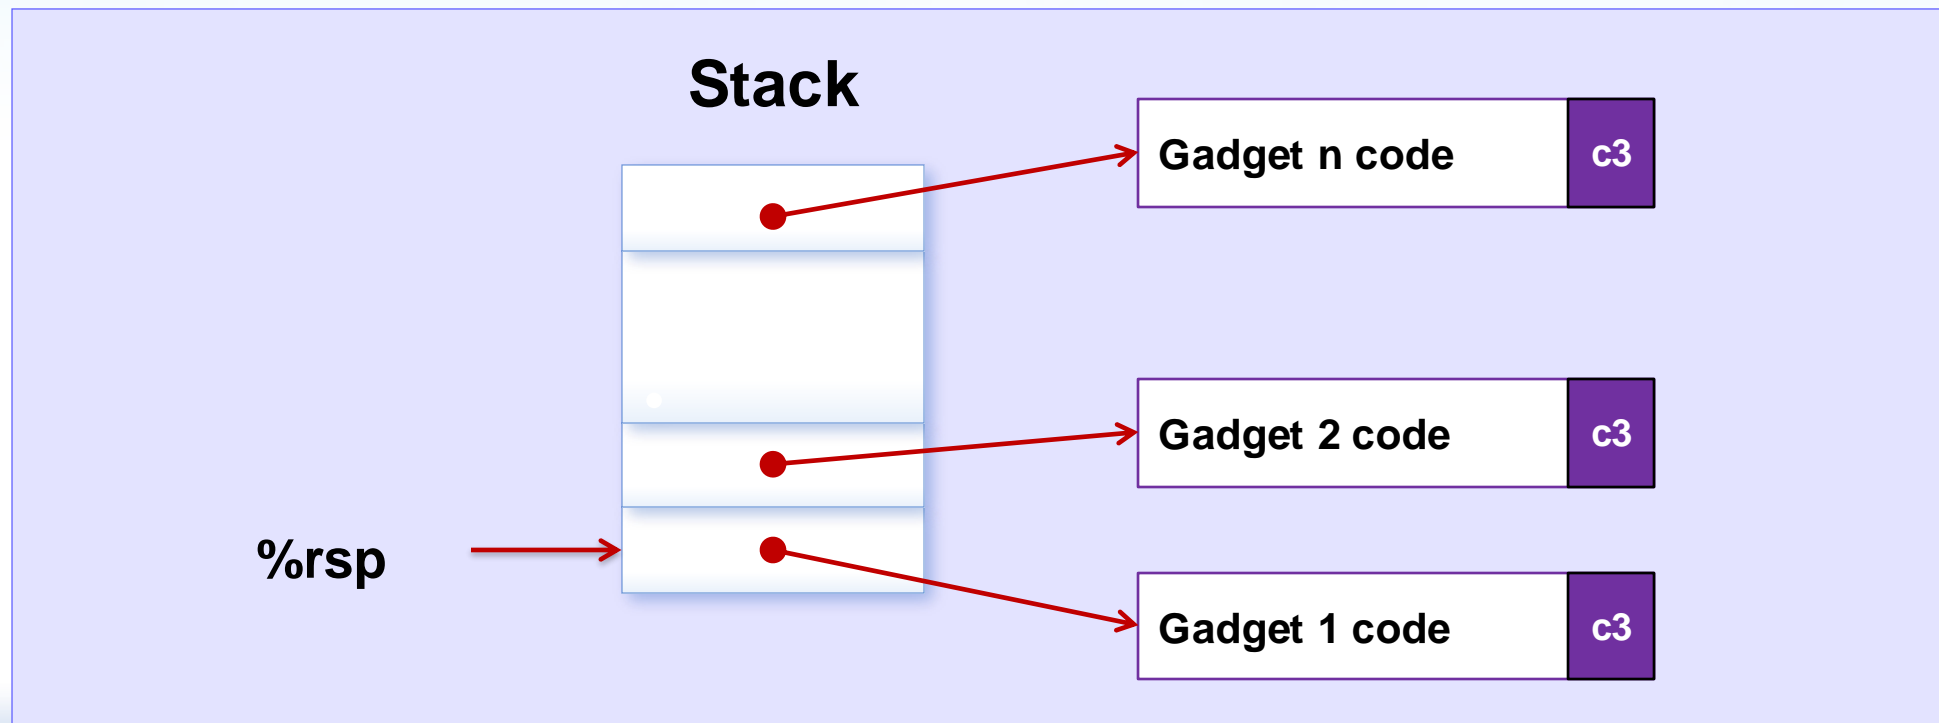 Stack
Gadget n code c3
Gadget 2 code c3
%rsp
Gadget 1 code c3